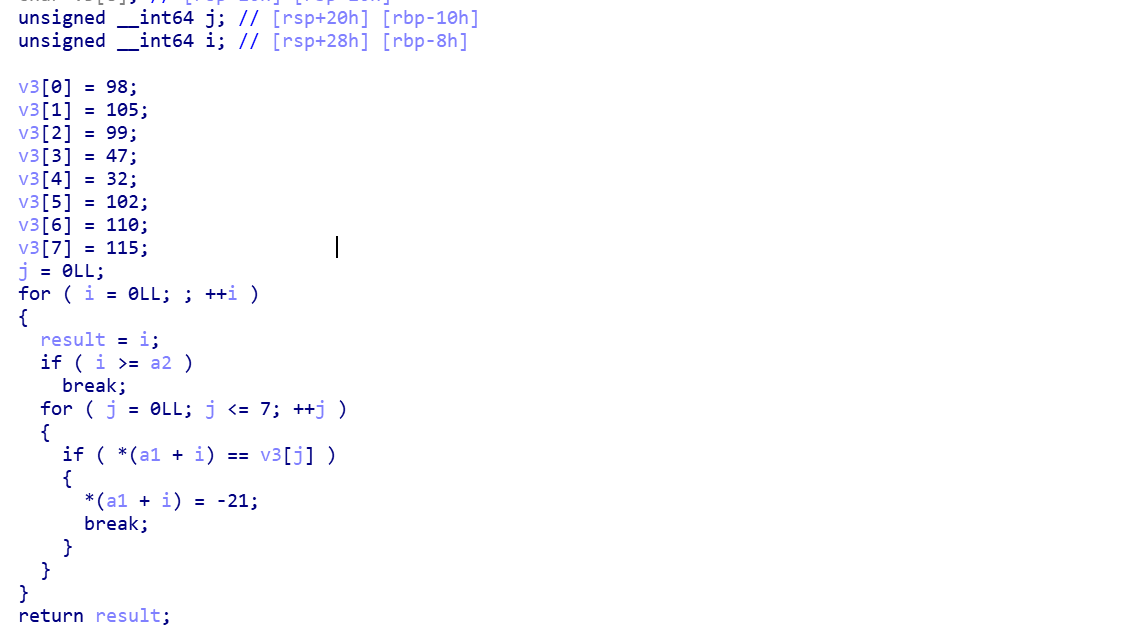 unsigned __int64 j; // [rsp+20h] [rbp-10h]
unsigned __int64 i; // [rsp+28h] [rbp-8h]

v3[0] = 98;
v3[1] = 105;
v3[2] = 99;
v3[3] = 47;
v3[4] = 32;
v3[5] = 102;
v3[6] = 110;
v3[7] = 115;
j = 0LL;
for ( i = 0LL; ; ++i )
{
  result = i;
  if ( i >= a2 )
    break;
  for ( j = 0LL; j <= 7; ++j )
  {
    if ( *(a1 + i) == v3[j] )
    {
      *(a1 + i) = -21;
      break;
    }
  }
}
return result;